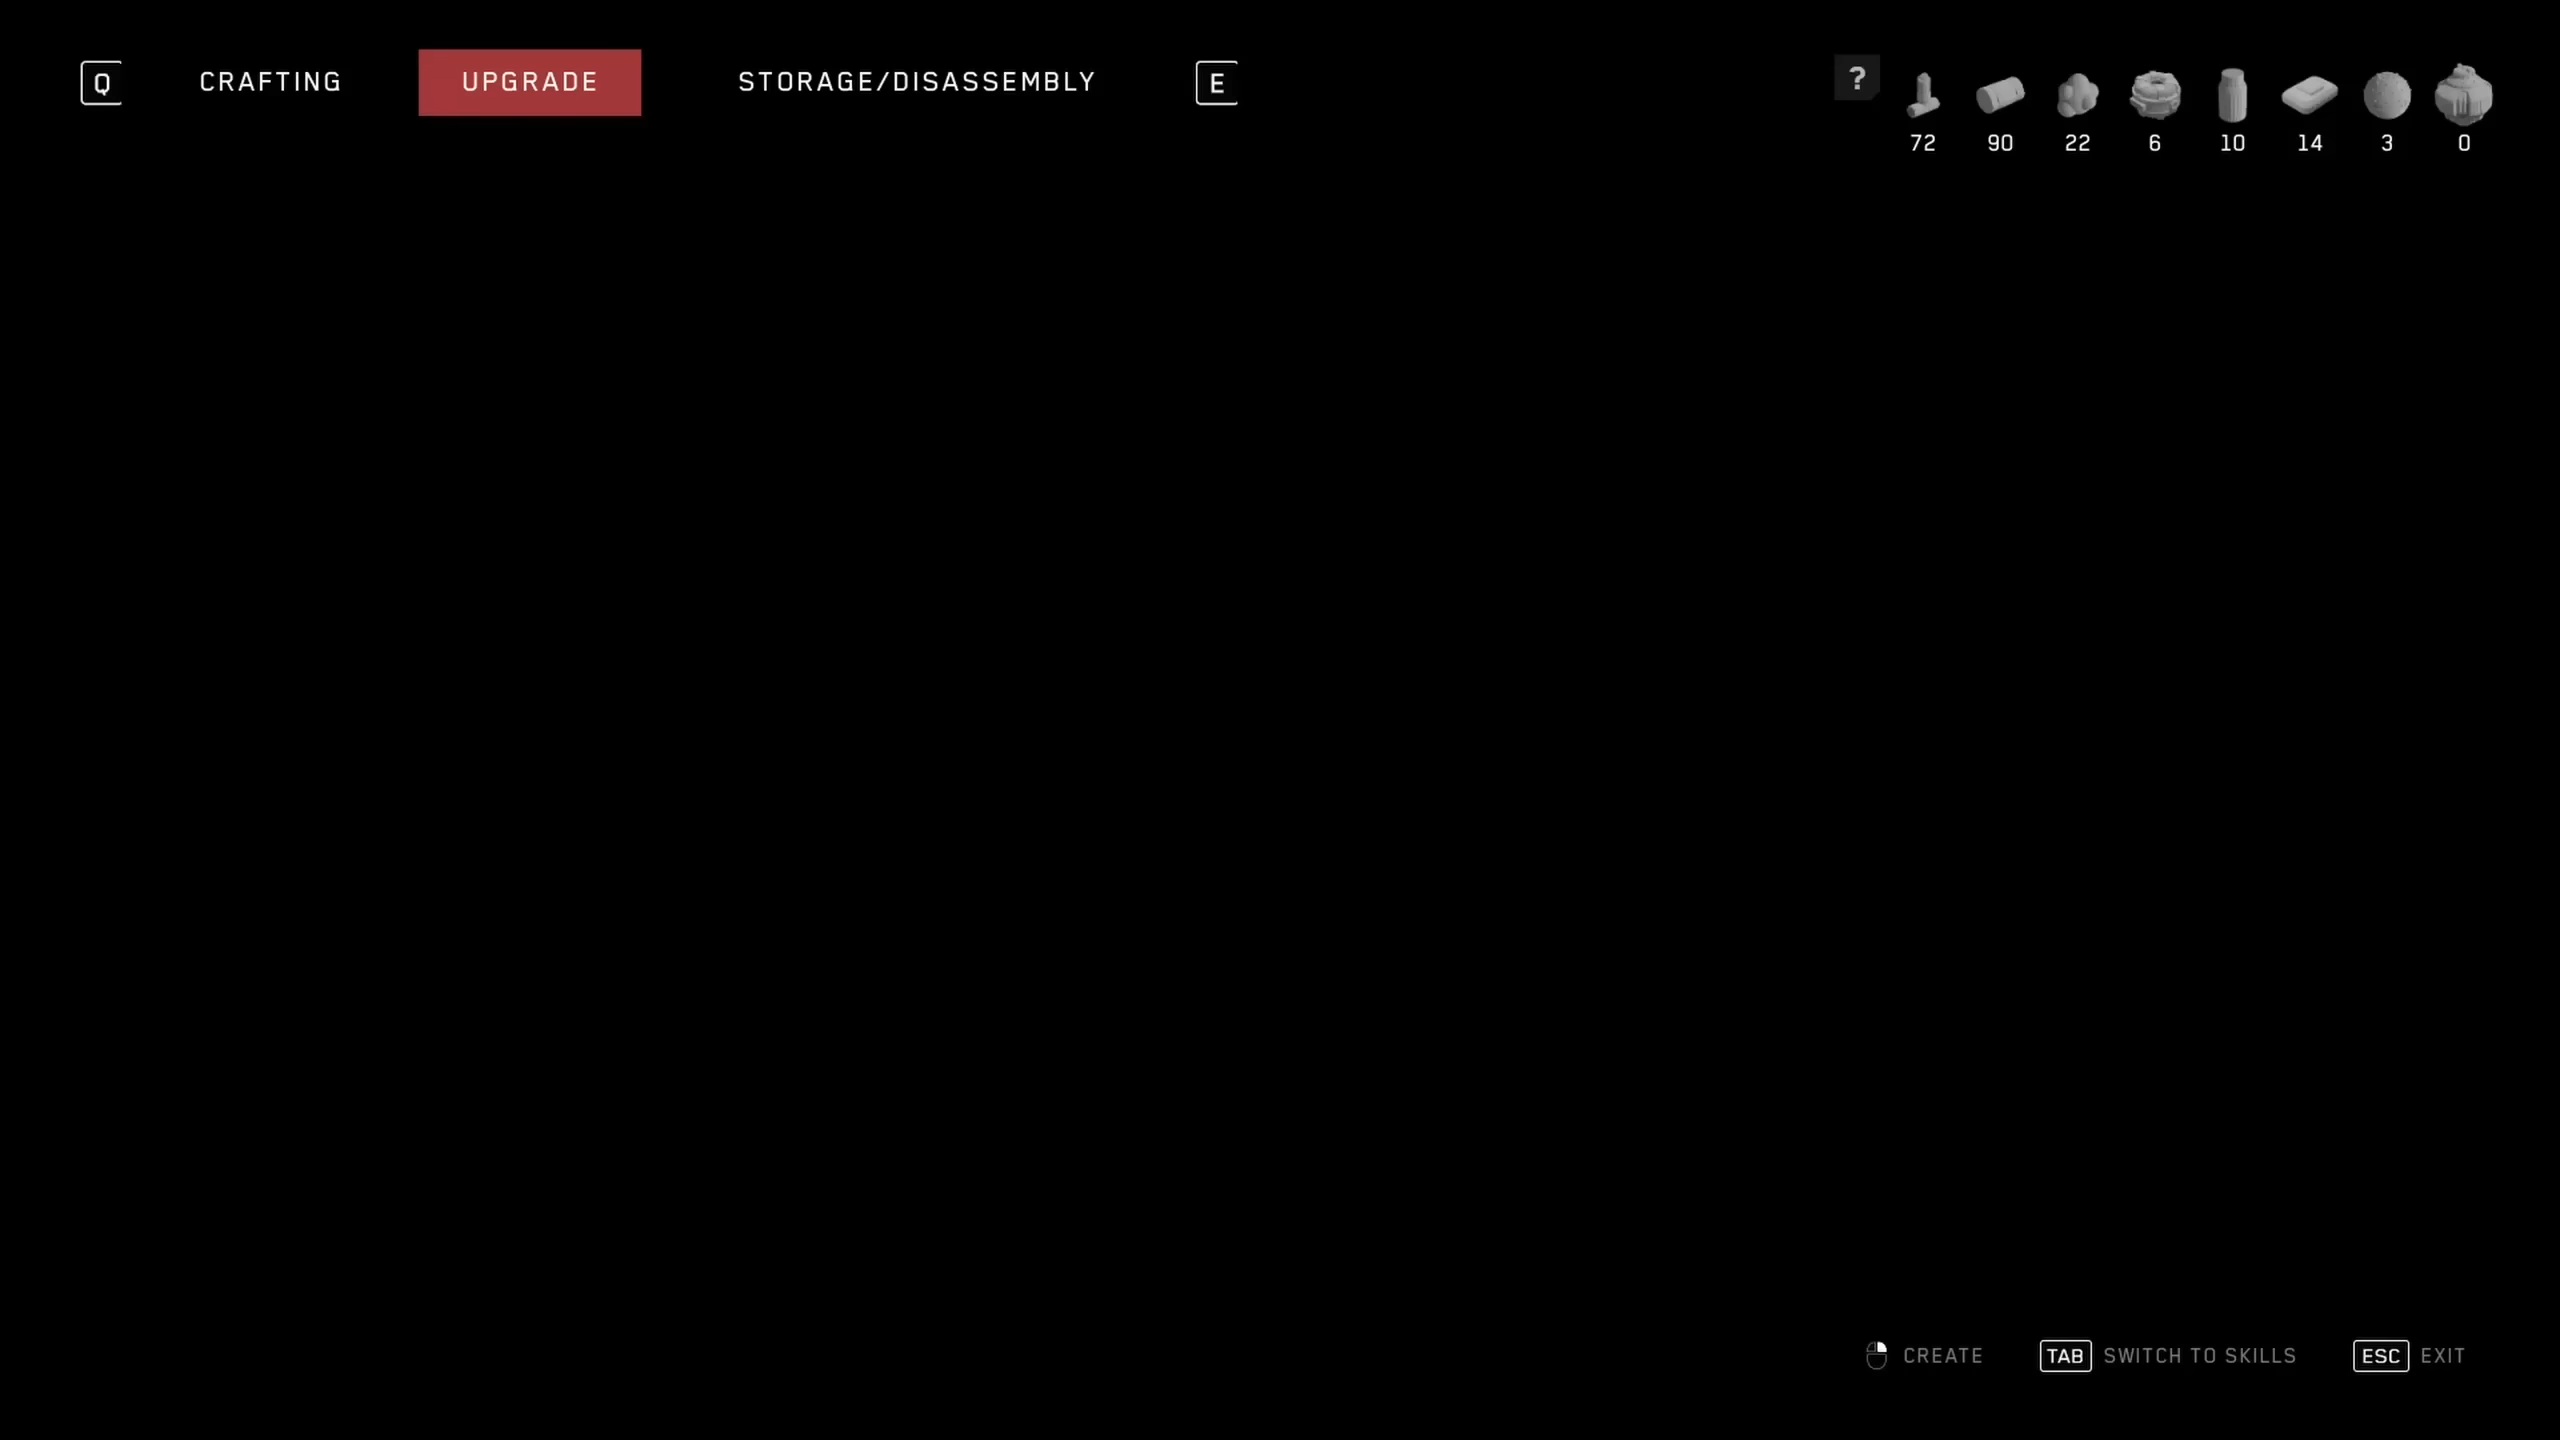 Q CRAFTING UPGRADE STORAGE/DISASSEMBLY E ?
72 90 22 6 10 14 3 0
CREATE TAB SWITCH TO SKILLS ESC EXIT